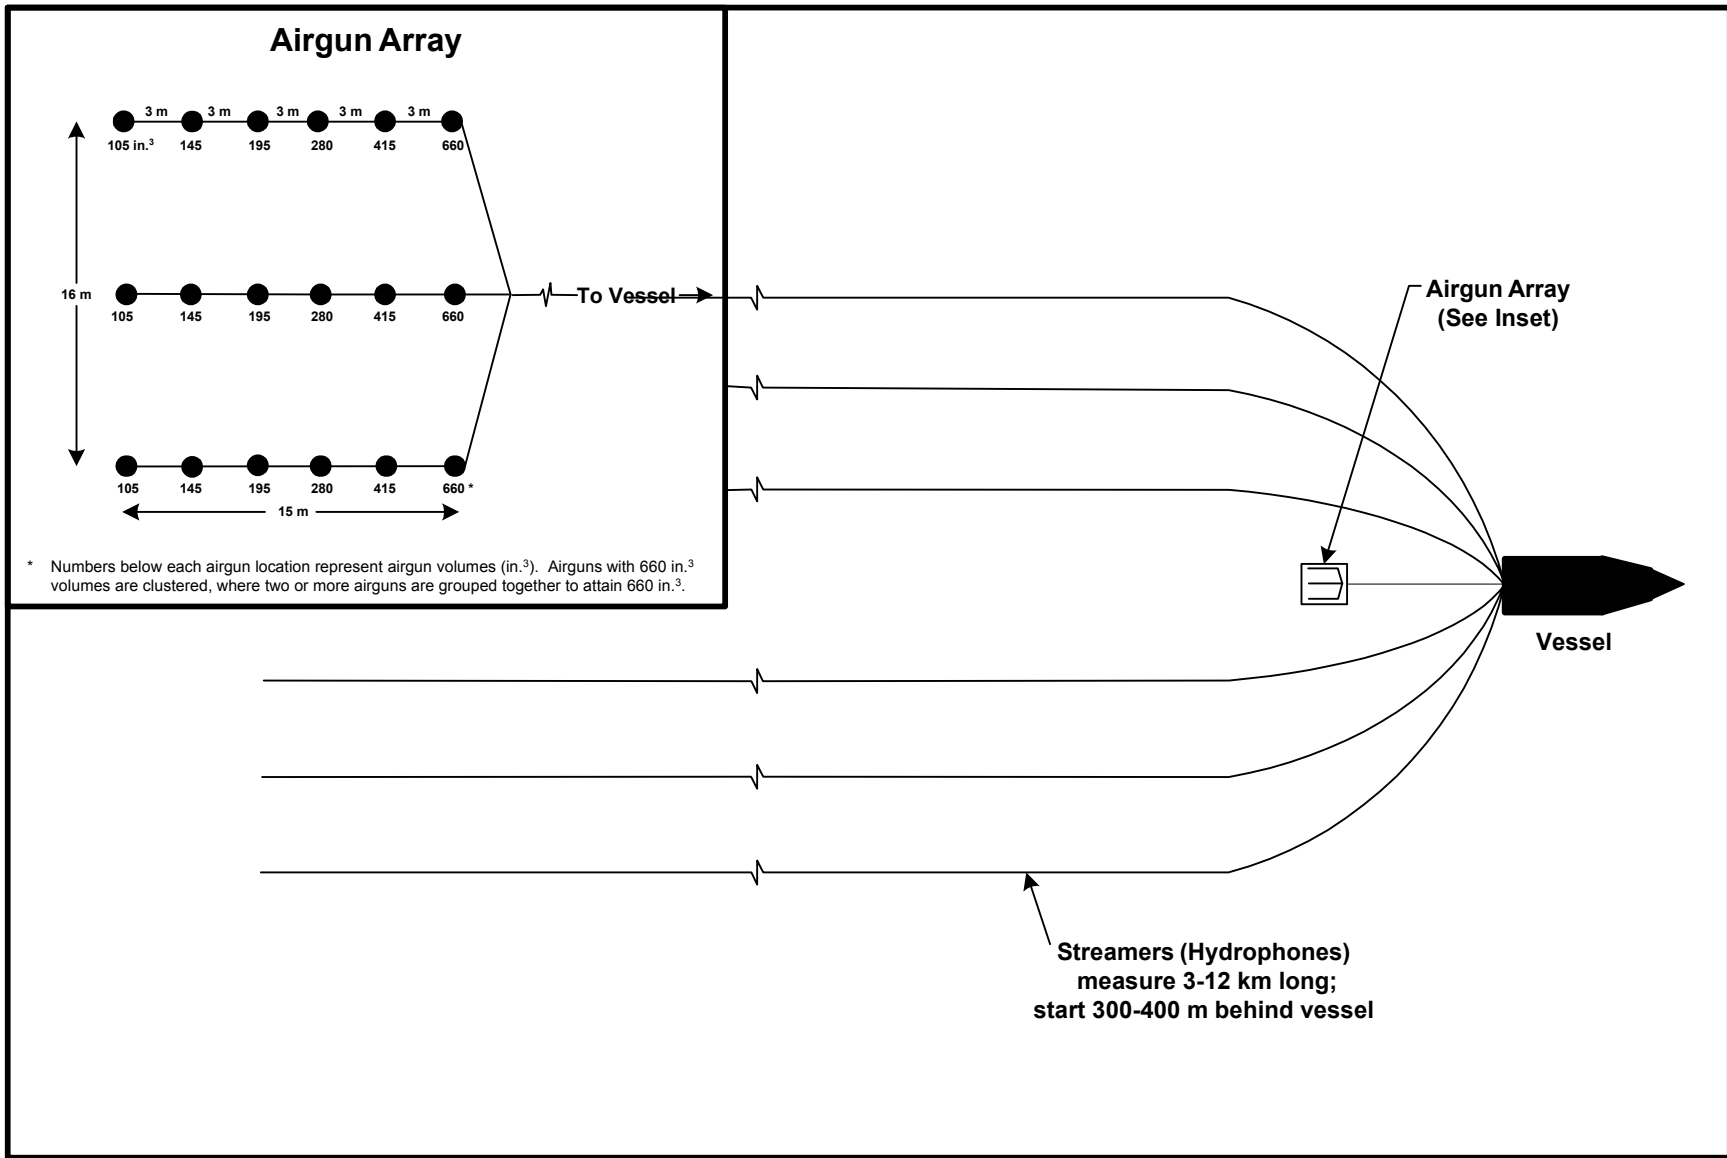 Airgun Array
3 m 3 m 3 m 3 m 3 m
105 in.³ 145 195 280 415 660
16 m
To Vessel
105 145 195 280 415 660
105 145 195 280 415 660 *
15 m
* Numbers below each airgun location represent airgun volumes (in.³). Airguns with 660 in.³
volumes are clustered, where two or more airguns are grouped together to attain 660 in.³.
Airgun Array
(See Inset)
Vessel
Streamers (Hydrophones)
measure 3-12 km long;
start 300-400 m behind vessel